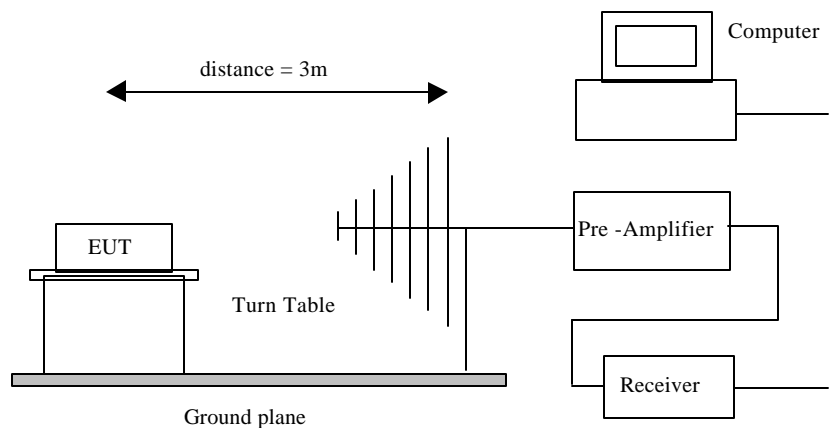 Computer
distance = 3m
Pre -Amplifier
EUT
Turn Table
Receiver
Ground plane